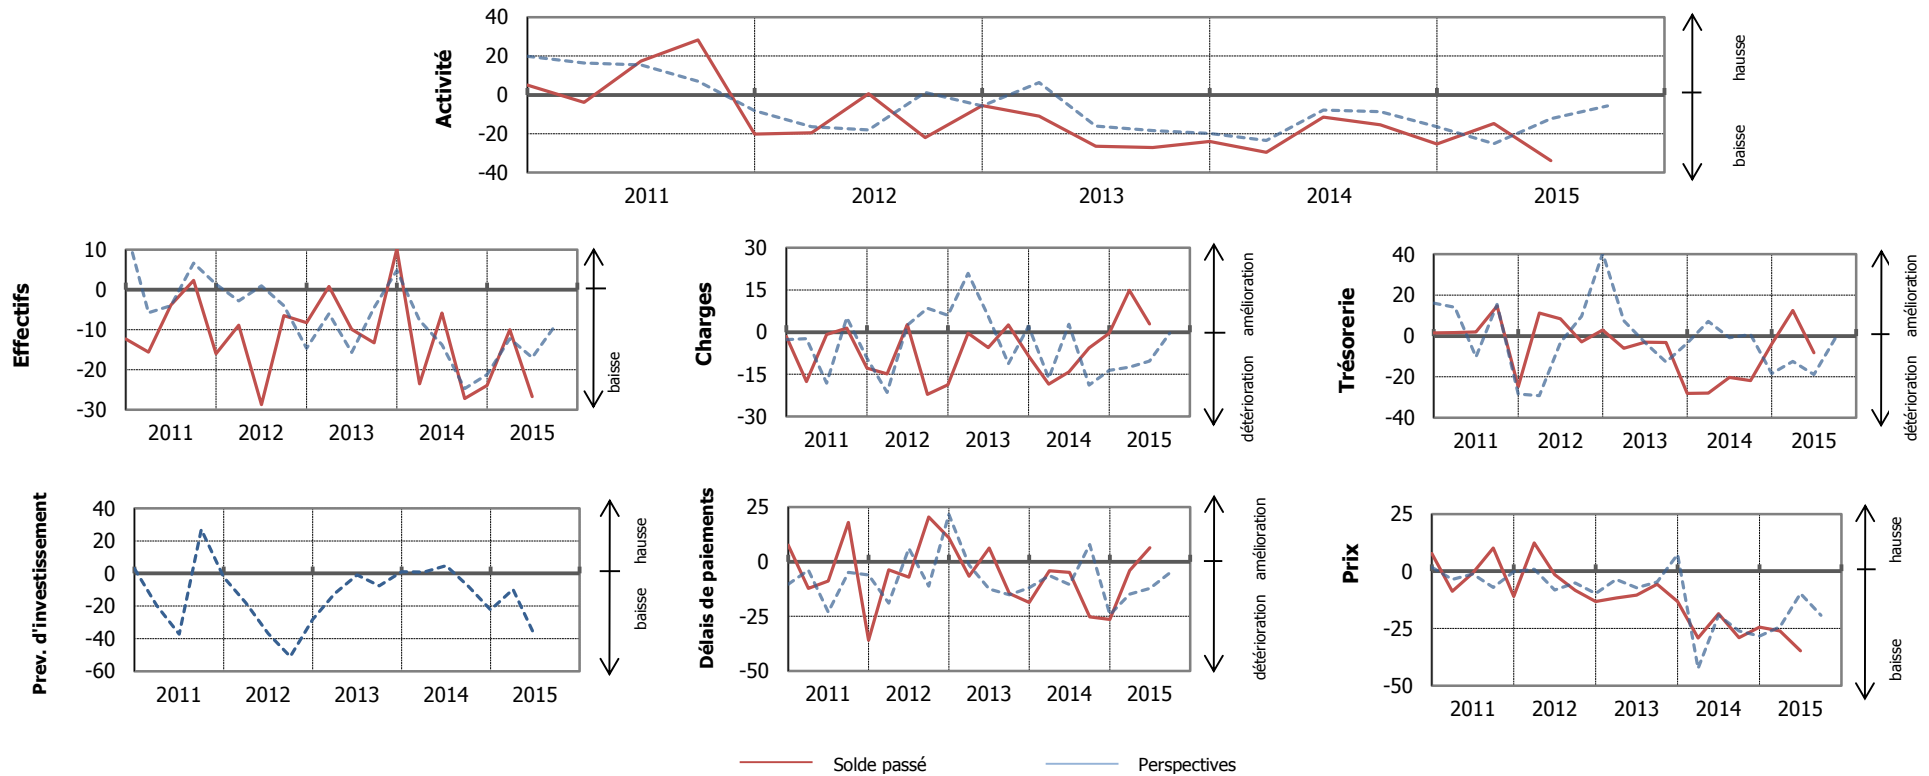 Activité
40
20
0
-20
-40
2011 2012 2013 2014 2015
hausse
baisse
Effectifs
10
0
-10
-20
-30
2011 2012 2013 2014 2015
baisse
Charges
30
15
0
-15
-30
2011 2012 2013 2014 2015
amélioration
détérioration
Trésorerie
40
20
0
-20
-40
2011 2012 2013 2014 2015
amélioration
détérioration
Prev. d'investissement
40
20
0
-20
-40
-60
2011 2012 2013 2014 2015
hausse
baisse
Délais de paiements
25
0
-25
-50
2011 2012 2013 2014 2015
amélioration
détérioration
Prix
25
0
-25
-50
2011 2012 2013 2014 2015
hausse
baisse
Solde passé Perspectives